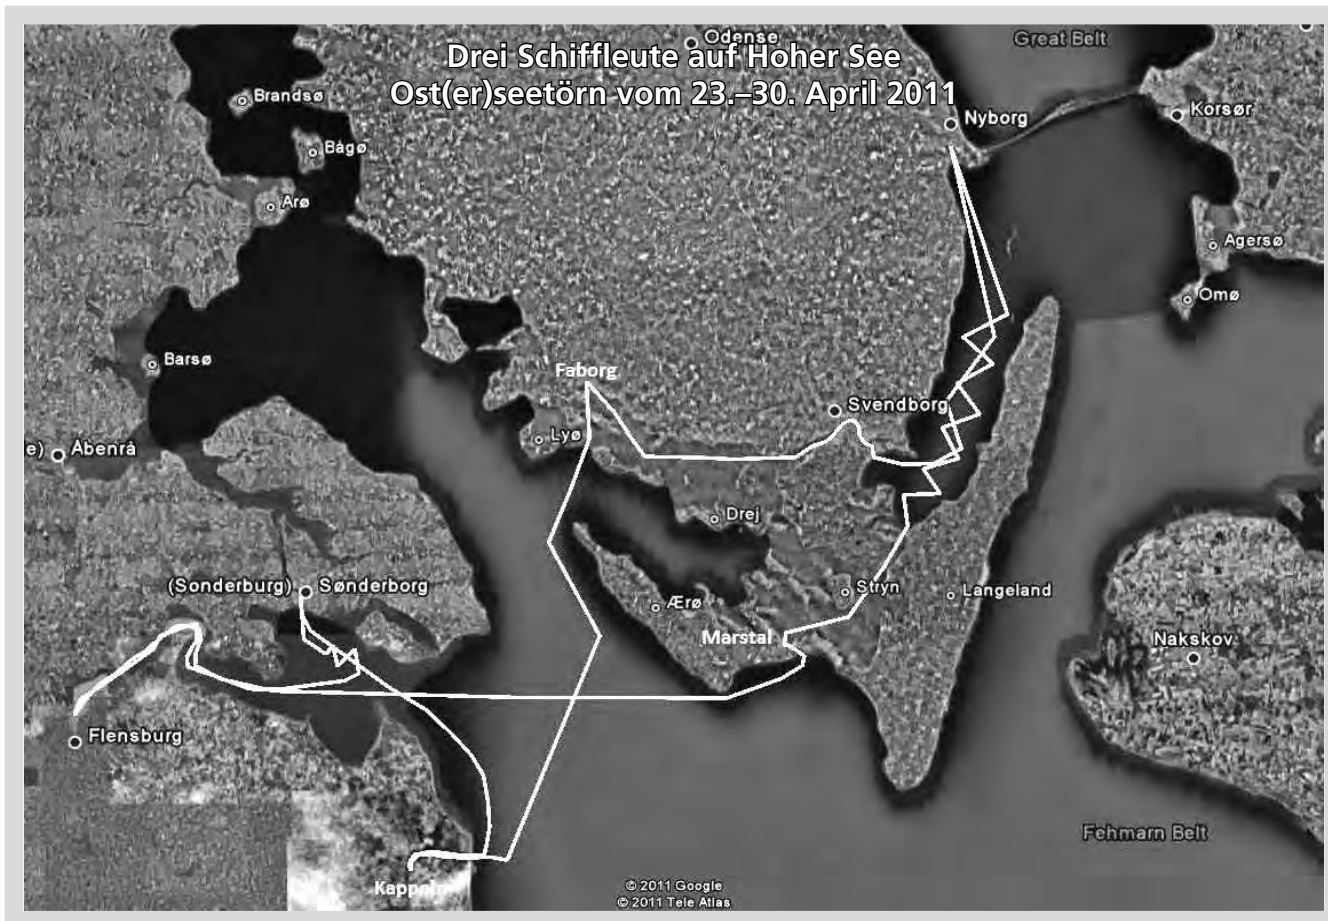 Odense
Drei Schiffleute auf Hoher See
Ost(er)seetörn vom 23.–30. April 2011
Great Belt
Brandsø
Korsør
Nyborg
Bågø
Arø
Agersø
Omø
Barsø
Faborg
Svendborg
Lyø
e) Abenrå
Drej
(Sonderburg) Sønderborg
Stryn
Langeland
Ærø
Marstal
Nakskov
Flensburg
Fehmarn Belt
Kappeln
© 2011 Google
© 2011 Tele Atlas